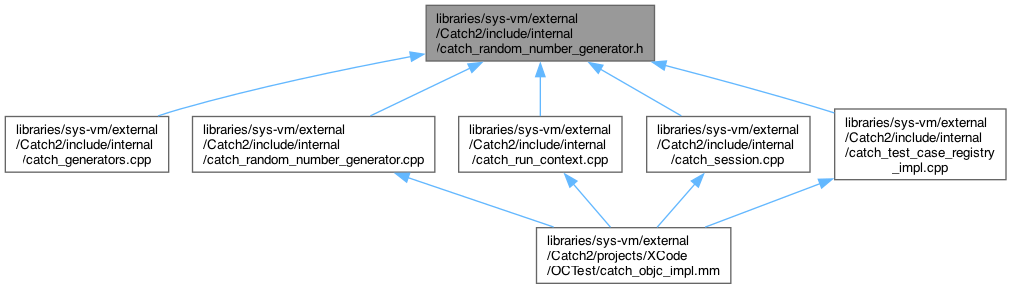 libraries/sys-vm/external
/Catch2/include/internal
/catch_random_number_generator.h
libraries/sys-vm/external
/Catch2/include/internal
/catch_generators.cpp
libraries/sys-vm/external
/Catch2/include/internal
/catch_random_number_generator.cpp
libraries/sys-vm/external
/Catch2/include/internal
/catch_run_context.cpp
libraries/sys-vm/external
/Catch2/include/internal
/catch_session.cpp
libraries/sys-vm/external
/Catch2/include/internal
/catch_test_case_registry
_impl.cpp
libraries/sys-vm/external
/Catch2/projects/XCode
/OCTest/catch_objc_impl.mm